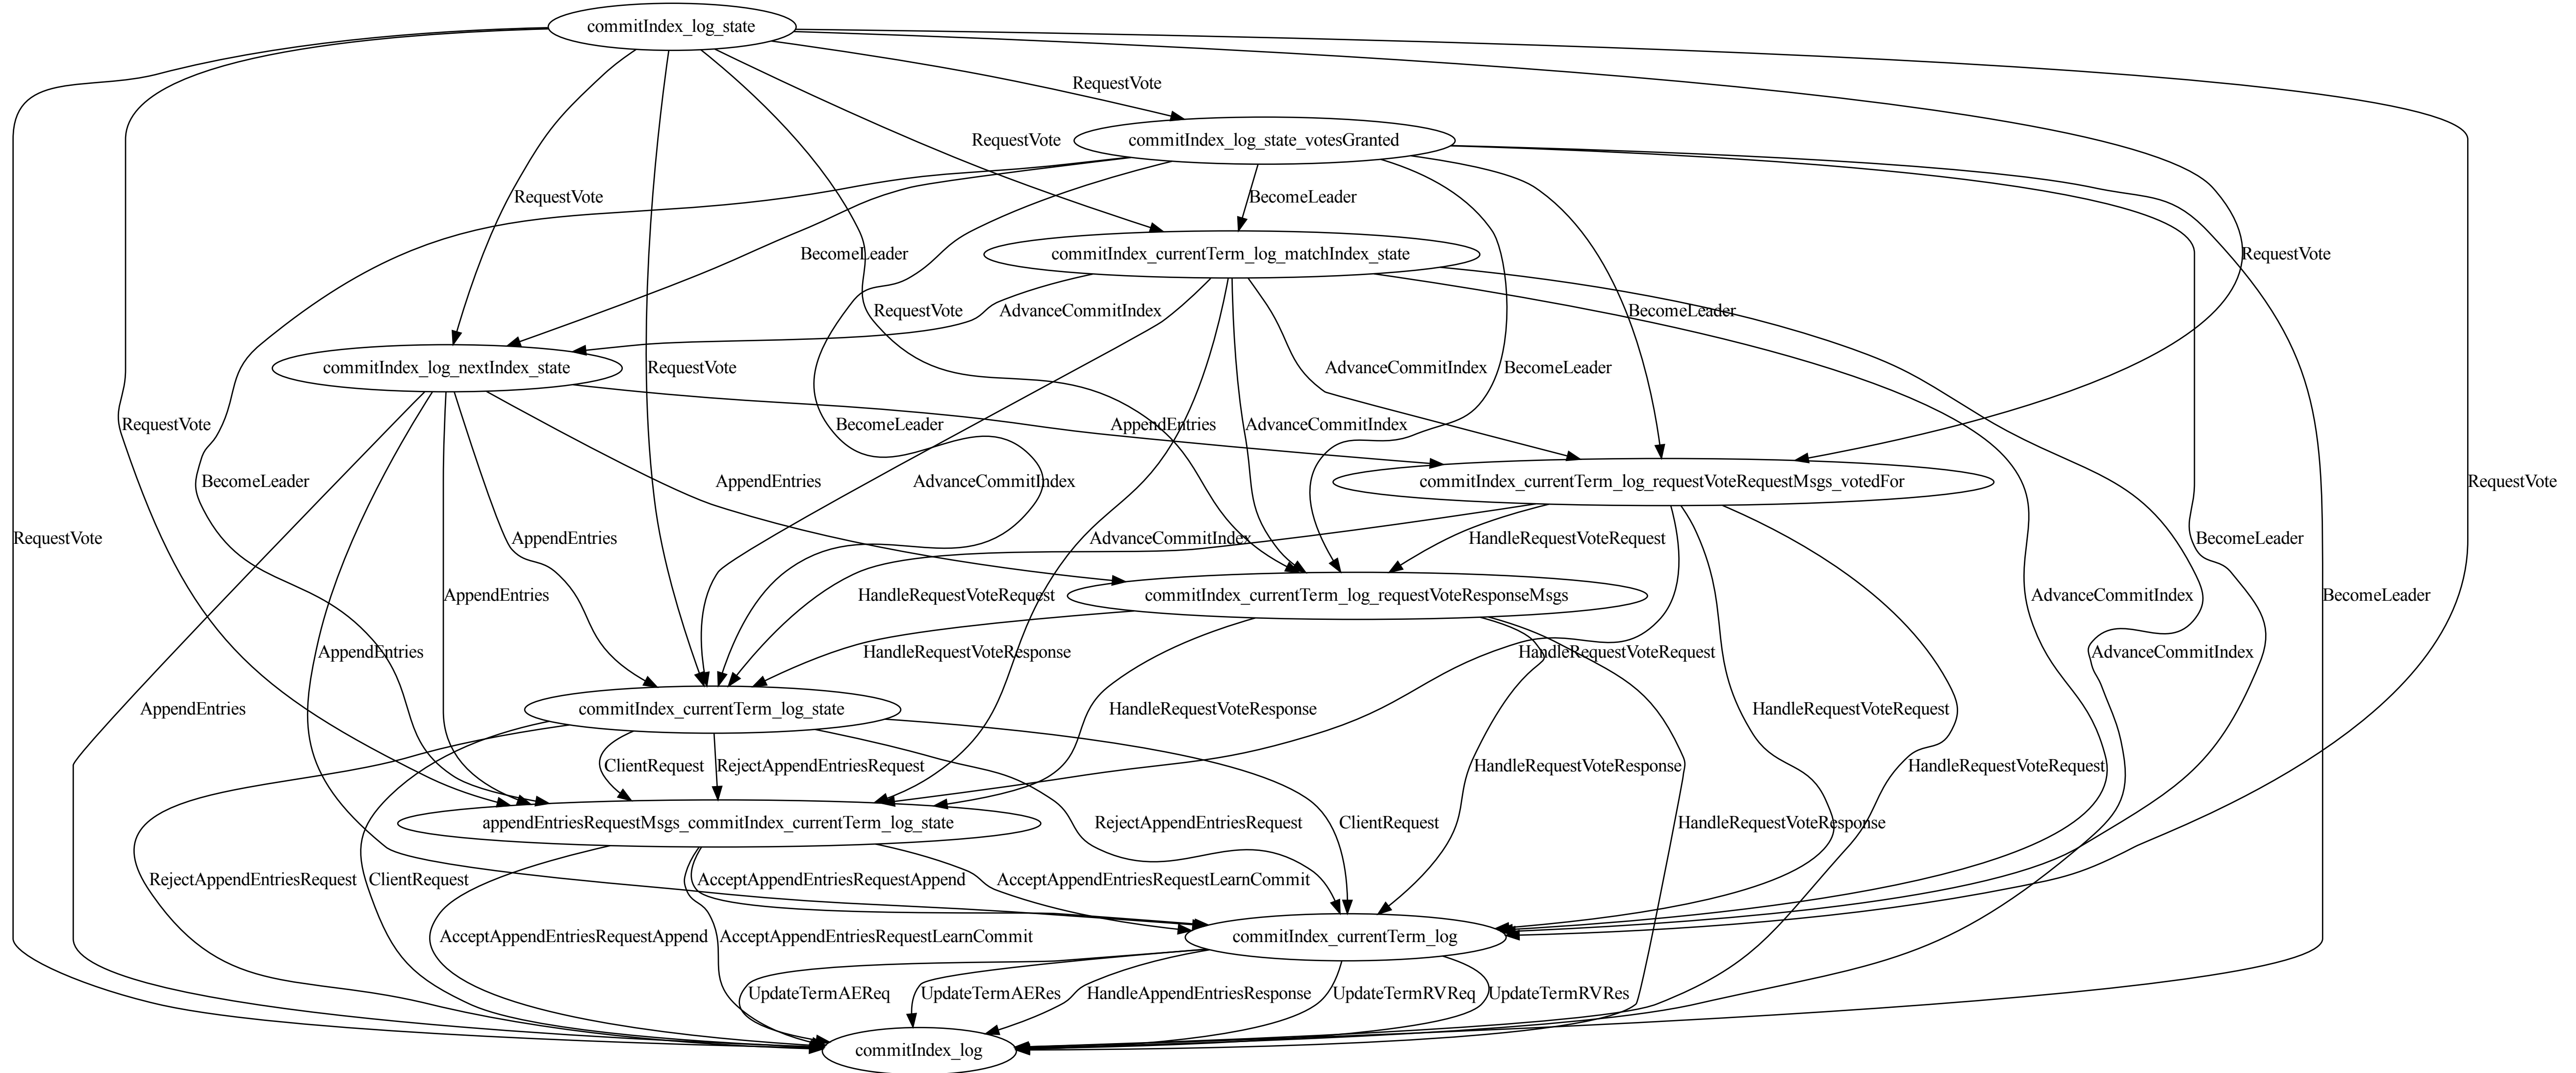 commitIndex_log_state
RequestVote
commitIndex_log_state_votesGranted
RequestVote
RequestVote
BecomeLeader
BecomeLeader
commitIndex_currentTerm_log_matchIndex_state
RequestVote
RequestVote
AdvanceCommitIndex
BecomeLeader
commitIndex_log_nextIndex_state
RequestVote
AdvanceCommitIndex
BecomeLeader
RequestVote
BecomeLeader
AdvanceCommitIndex
AppendEntries
BecomeLeader
AppendEntries
AdvanceCommitIndex
commitIndex_currentTerm_log_requestVoteRequestMsgs_votedFor
RequestVote
RequestVote
AppendEntries
AdvanceCommitIndex
HandleRequestVoteRequest
BecomeLeader
AppendEntries
HandleRequestVoteRequest
commitIndex_currentTerm_log_requestVoteResponseMsgs
AdvanceCommitIndex
BecomeLeader
AppendEntries
HandleRequestVoteResponse
HandleRequestVoteRequest
AdvanceCommitIndex
AppendEntries
commitIndex_currentTerm_log_state
HandleRequestVoteResponse
HandleRequestVoteRequest
ClientRequest
RejectAppendEntriesRequest
HandleRequestVoteResponse
HandleRequestVoteRequest
appendEntriesRequestMsgs_commitIndex_currentTerm_log_state
RejectAppendEntriesRequest
ClientRequest
HandleRequestVoteResponse
RejectAppendEntriesRequest
ClientRequest
AcceptAppendEntriesRequestAppend
AcceptAppendEntriesRequestLearnCommit
AcceptAppendEntriesRequestAppend
AcceptAppendEntriesRequestLearnCommit
commitIndex_currentTerm_log
UpdateTermAEReq
UpdateTermAERes
HandleAppendEntriesResponse
UpdateTermRVReq
UpdateTermRVRes
commitIndex_log